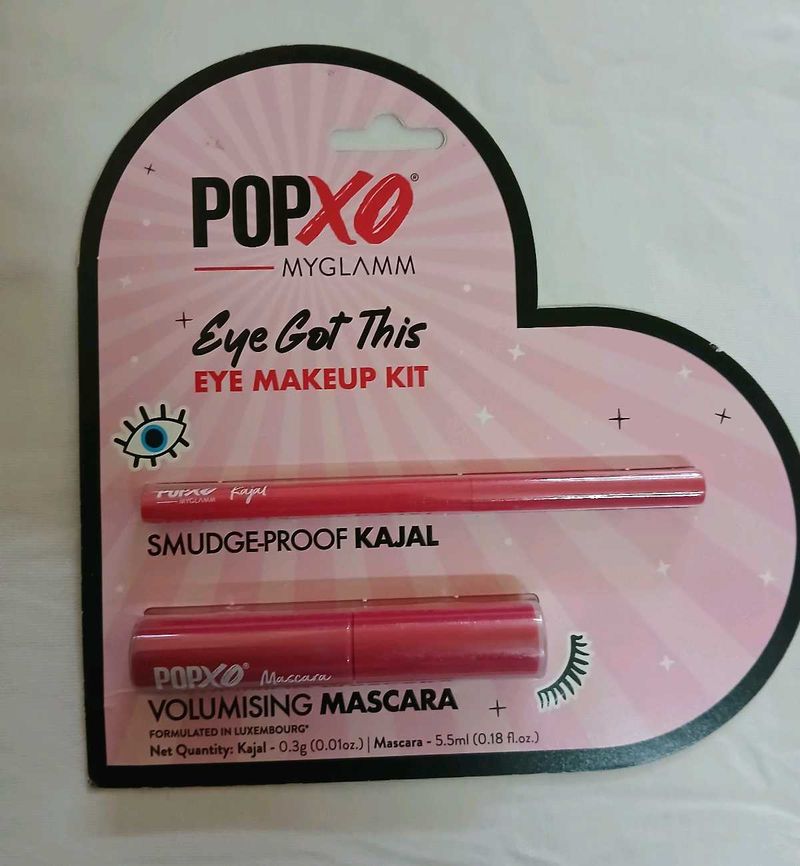 POPXO®
MYGLAMM
Eye Got This
EYE MAKEUP KIT
POPXO Kajal
MYGLAMM
SMUDGE-PROOF KAJAL
POPXO® Mascara
VOLUMISING MASCARA
FORMULATED IN LUXEMBOURG*
Net Quantity: Kajal - 0.3g (0.01oz.) | Mascara - 5.5ml (0.18 fl.oz.)